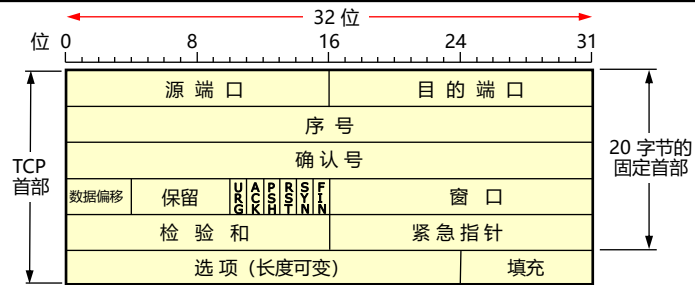 32 位
位 0 8 16 24 31
源 端 口 目 的 端 口
序 号
TCP 首部
确 认 号
20 字节的 固定首部
数据偏移 保留 URG ACK PSH RST SYN FIN 窗 口
检 验 和 紧 急 指 针
选 项 (长度可变) 填充